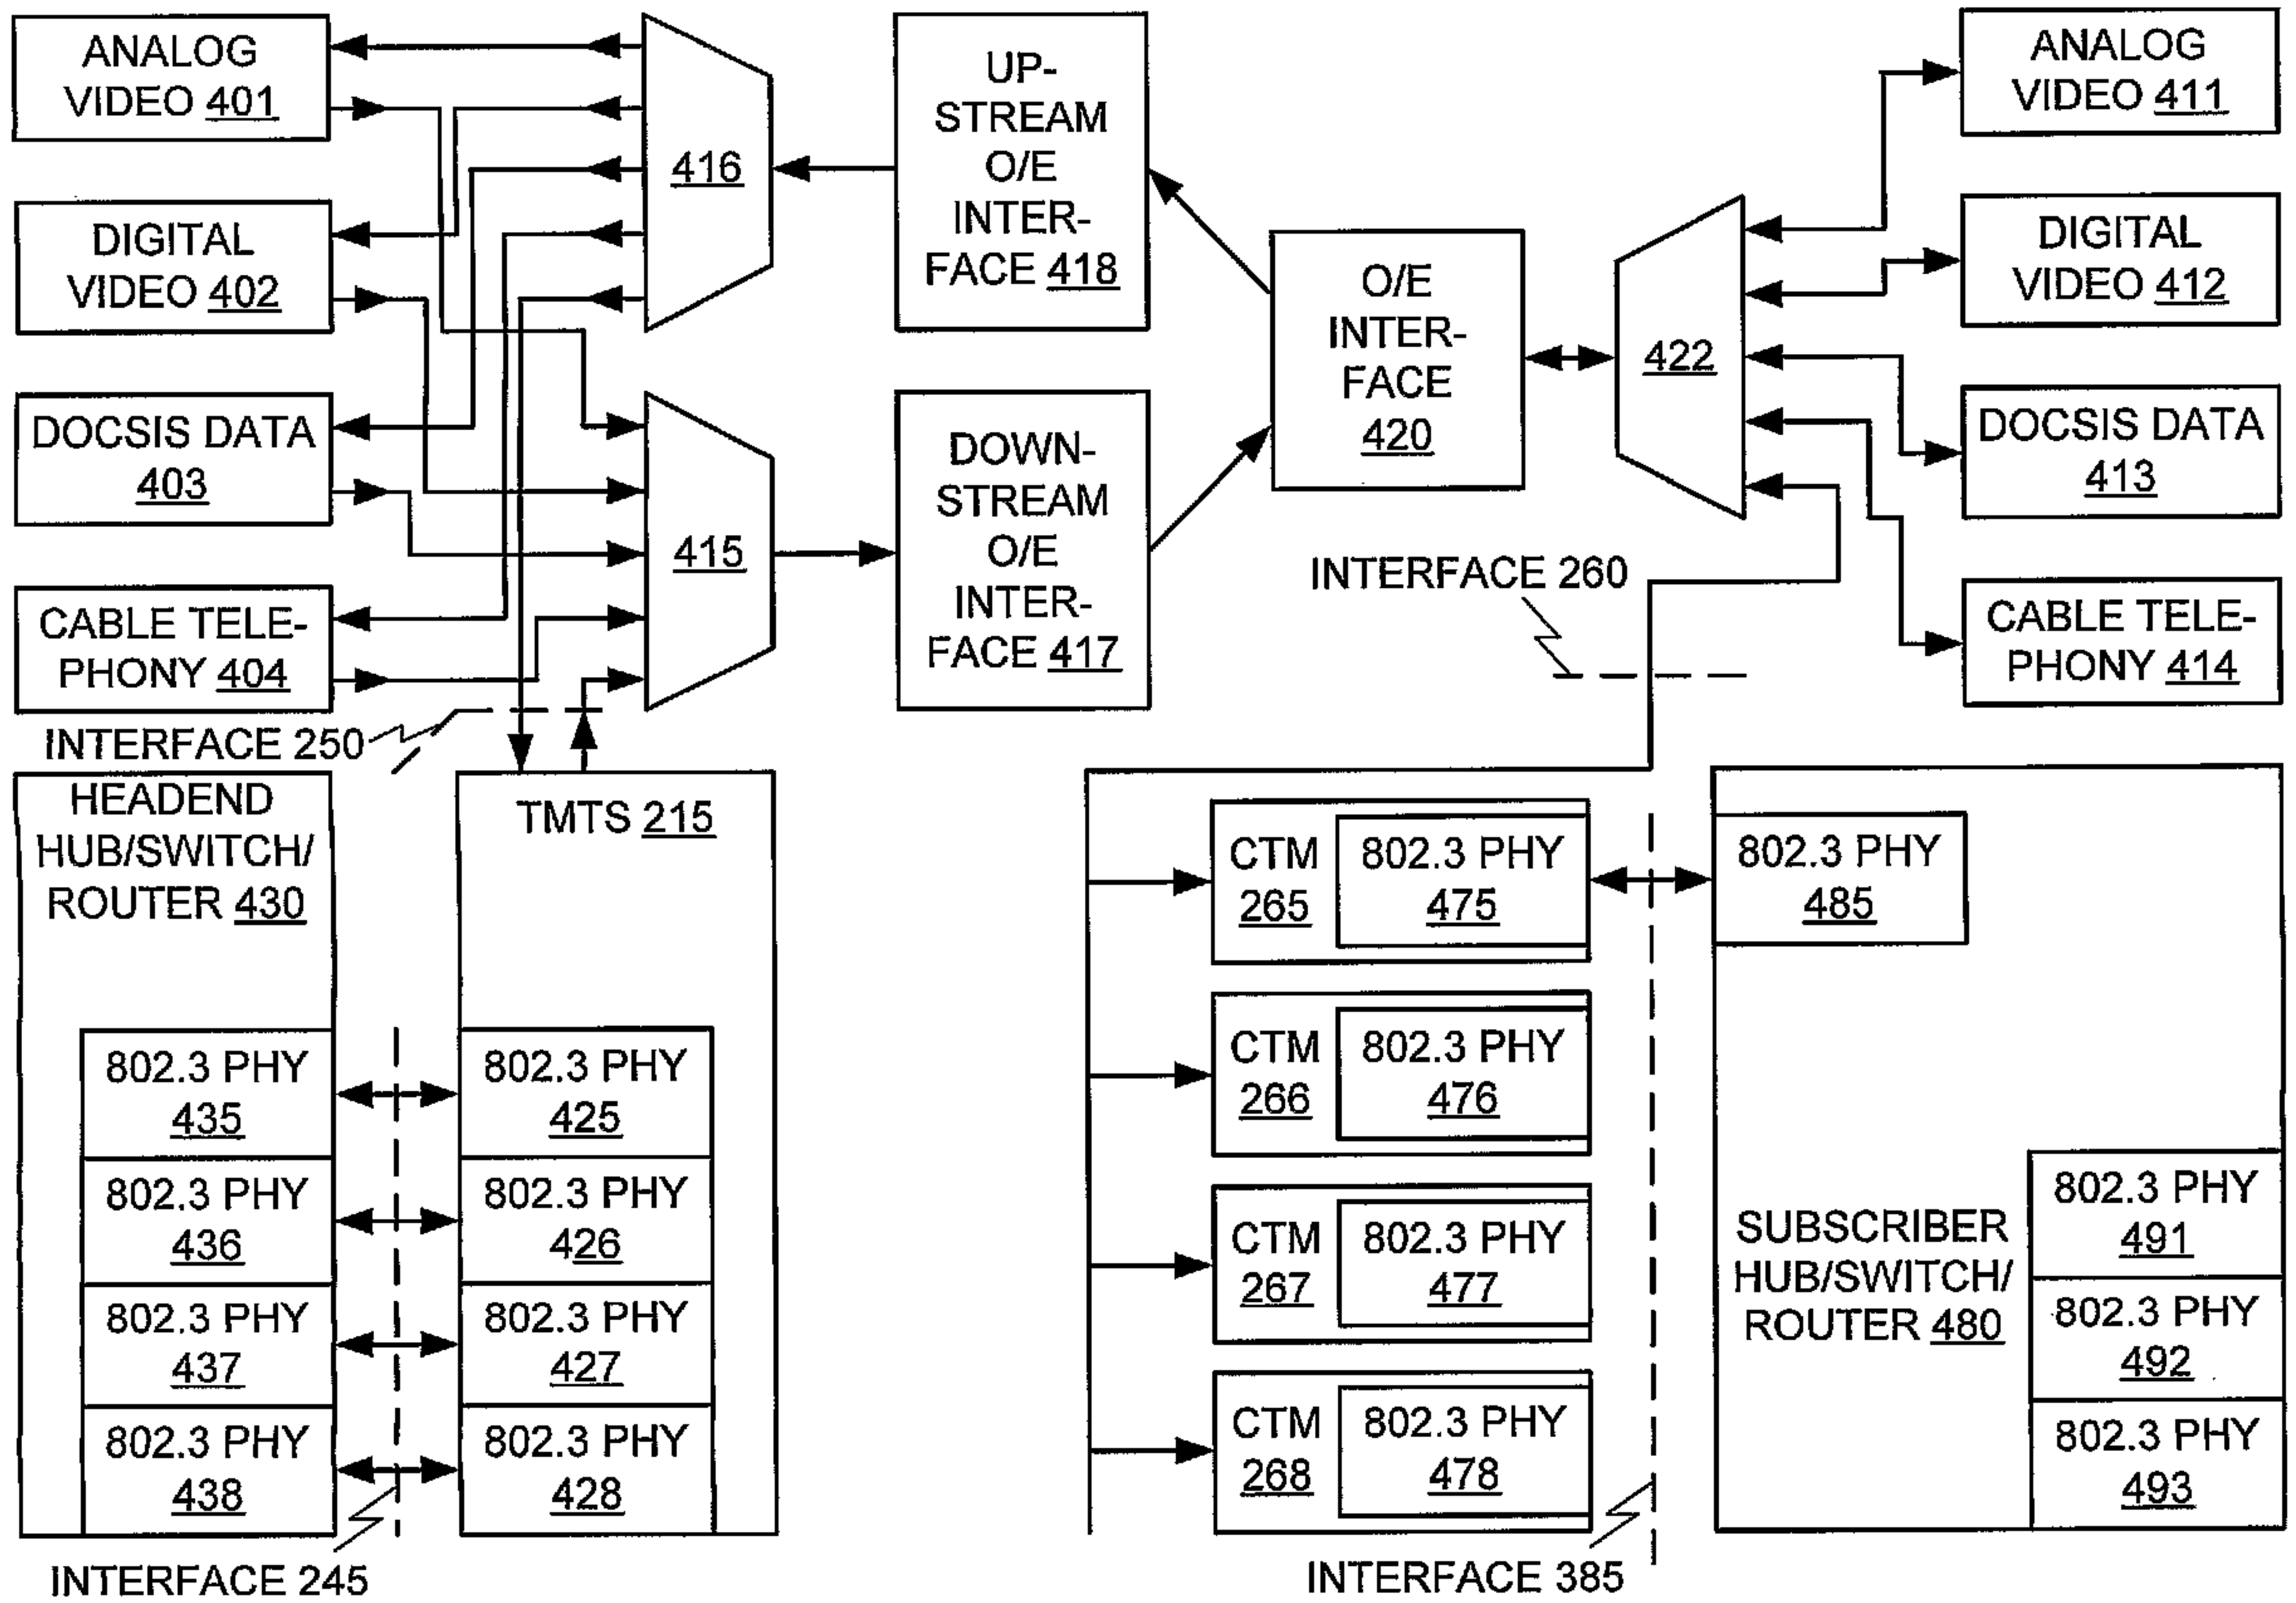 ANALOG
VIDEO 401
DIGITAL
VIDEO 402
DOCSIS DATA
403
CABLE TELE-
PHONY 404
INTERFACE 250
416
415
UP-
STREAM
O/E
INTER-
FACE 418
DOWN-
STREAM
O/E
INTER-
FACE 417
O/E
INTER-
FACE
420
422
INTERFACE 260
ANALOG
VIDEO 411
DIGITAL
VIDEO 412
DOCSIS DATA
413
CABLE TELE-
PHONY 414
HEADEND
HUB/SWITCH/
ROUTER 430
802.3 PHY
435
802.3 PHY
436
802.3 PHY
437
802.3 PHY
438
INTERFACE 245
TMTS 215
802.3 PHY
425
802.3 PHY
426
802.3 PHY
427
802.3 PHY
428
CTM
265
802.3 PHY
475
CTM
266
802.3 PHY
476
CTM
267
802.3 PHY
477
CTM
268
802.3 PHY
478
INTERFACE 385
802.3 PHY
485
SUBSCRIBER
HUB/SWITCH/
ROUTER 480
802.3 PHY
491
802.3 PHY
492
802.3 PHY
493